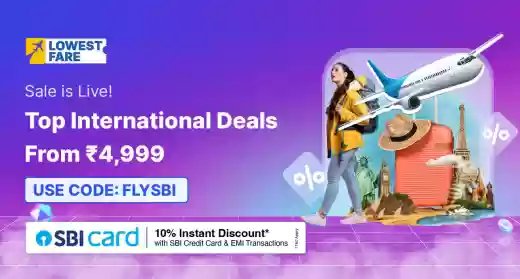 LOWEST
FARE
Sale is Live!
Top International Deals
From ₹4,999
USE CODE: FLYSBI
SBI card
10% Instant Discount*
with SBI Credit Card & EMI Transactions
*T&C Apply
%
%